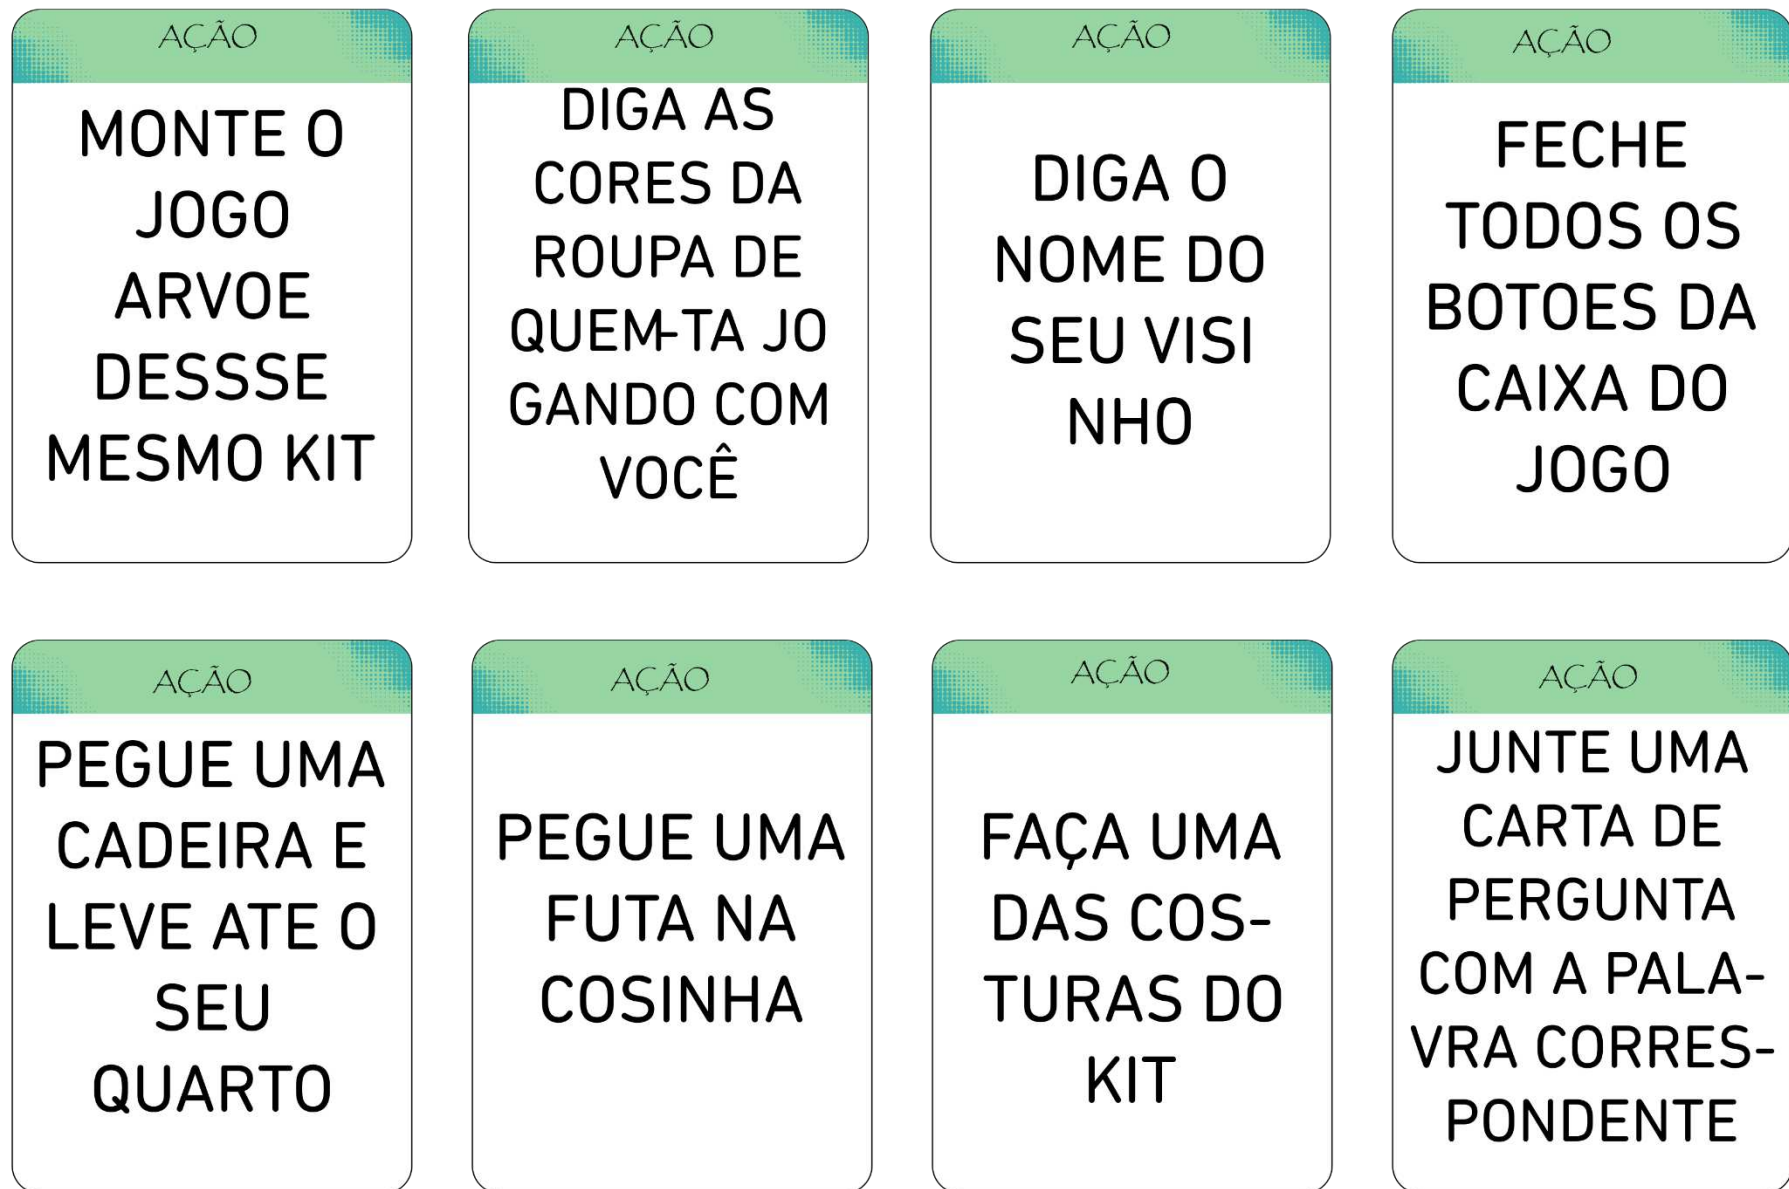 AÇÃO
MONTE O
JOGO
ARVOE
DESSSE
MESMO KIT
AÇÃO
DIGA AS
CORES DA
ROUPA DE
QUEM-TA JO
GANDO COM
VOCÊ
AÇÃO
DIGA O
NOME DO
SEU VISI
NHO
AÇÃO
FECHE
TODOS OS
BOTOES DA
CAIXA DO
JOGO
AÇÃO
PEGUE UMA
CADEIRA E
LEVE ATE O
SEU
QUARTO
AÇÃO
PEGUE UMA
FUTA NA
COSINHA
AÇÃO
FAÇA UMA
DAS COS-
TURAS DO
KIT
AÇÃO
JUNTE UMA
CARTA DE
PERGUNTA
COM A PALA-
VRA CORRES-
PONDENTE